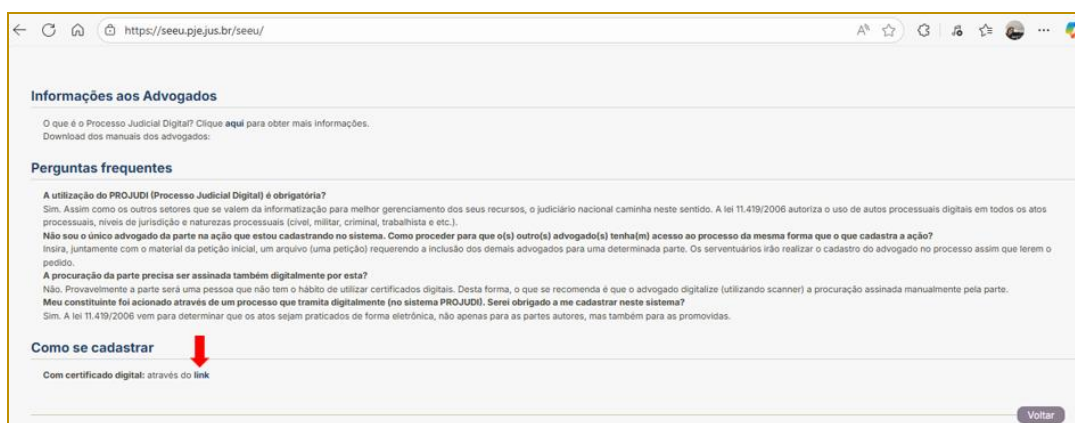 https://seeu.pje.jus.br/seeu/
Informações aos Advogados
O que é o Processo Judicial Digital? Clique aqui para obter mais informações.
Download dos manuais dos advogados:
Perguntas frequentes
A utilização do PROJUDI (Processo Judicial Digital) é obrigatória?
Sim. Assim como os outros setores que se valem da informatização para melhor gerenciamento dos seus recursos, o judiciário nacional caminha neste sentido. A lei 11.419/2006 autoriza o uso de autos processuais digitais em todos os atos
processuais, níveis de jurisdição e naturezas processuais (cível, militar, criminal, trabalhista e etc.).
Não sou o único advogado da parte na ação que estou cadastrando no sistema. Como proceder para que o(s) outro(s) advogado(s) tenha(m) acesso ao processo da mesma forma que o que cadastra a ação?
Insira, juntamente com o material da petição inicial, um arquivo (uma petição) requerendo a inclusão dos demais advogados para uma determinada parte. Os serventuários irão realizar o cadastro do advogado no processo assim que lerem o
pedido.
A procuração da parte precisa ser assinada também digitalmente por esta?
Não. Provavelmente a parte será uma pessoa que não tem o hábito de utilizar certificados digitais. Desta forma, o que se recomenda é que o advogado digitalize (utilizando scanner) a procuração assinada manualmente pela parte.
Meu constituinte foi acionado através de um processo que tramita digitalmente (no sistema PROJUDI). Serei obrigado a me cadastrar neste sistema?
Sim. A lei 11.419/2006 vem para determinar que os atos sejam praticados de forma eletrônica, não apenas para as partes autores, mas também para as promovidas.
Como se cadastrar
Com certificado digital: através do link
Voltar